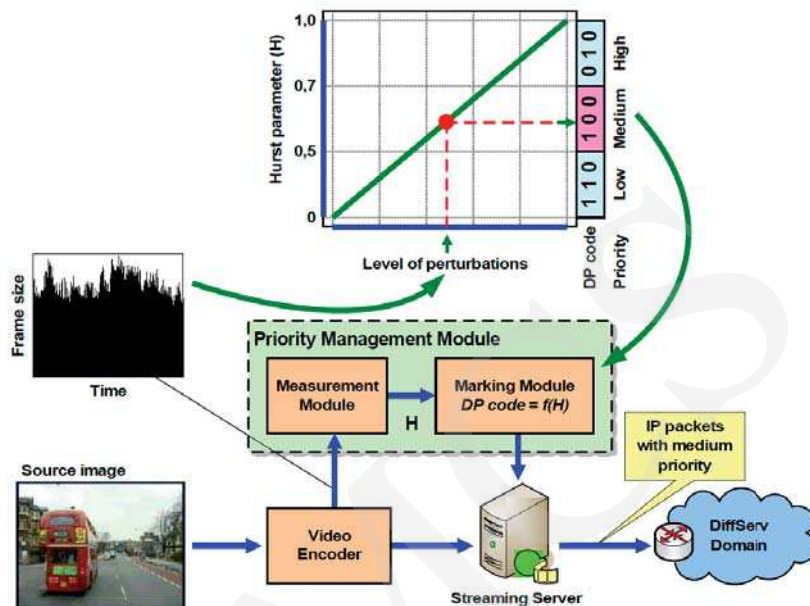 1,0
0,7
0,5
0
Hurst parameter (H)
0 1 0
1 0 0
1 1 0
High
Medium
Low
DP code
Priority
Level of perturbations
Frame size
Time
Priority Management Module
Measurement
Module
H
Marking Module
DP code = f(H)
IP packets
with medium
priority
Source image
Video
Encoder
Streaming Server
DiffServ
Domain